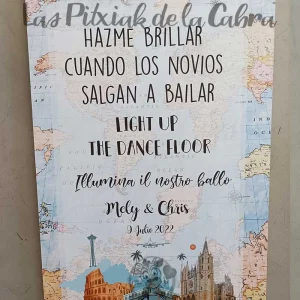 Las Pitxiak de la Cabra
HAZME BRILLAR
CUANDO LOS NOVIOS
SALGAN A BAILAR
LIGHT UP
THE DANCE FLOOR
Illumina il nostro ballo
Mely & Chris
9 Julio 2022